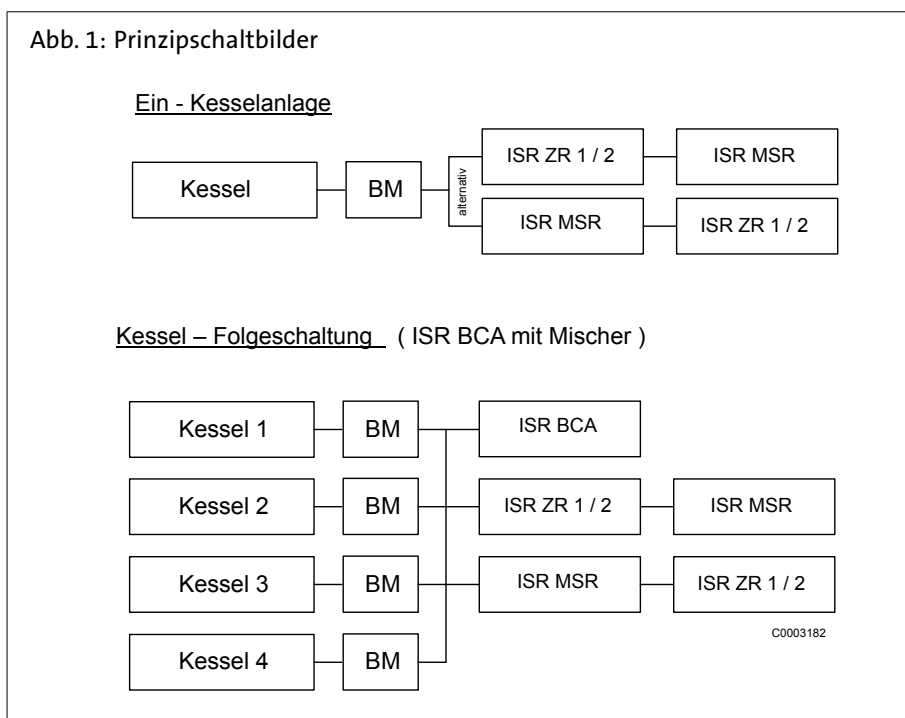 Abb. 1: Prinzipschaltbilder
Ein - Kesselanlage
Kessel
BM
alternativ
ISR ZR 1 / 2
ISR MSR
ISR MSR
ISR ZR 1 / 2
Kessel – Folgeschaltung ( ISR BCA mit Mischer )
Kessel 1
BM
ISR BCA
Kessel 2
BM
ISR ZR 1 / 2
ISR MSR
Kessel 3
BM
ISR MSR
ISR ZR 1 / 2
C0003182
Kessel 4
BM